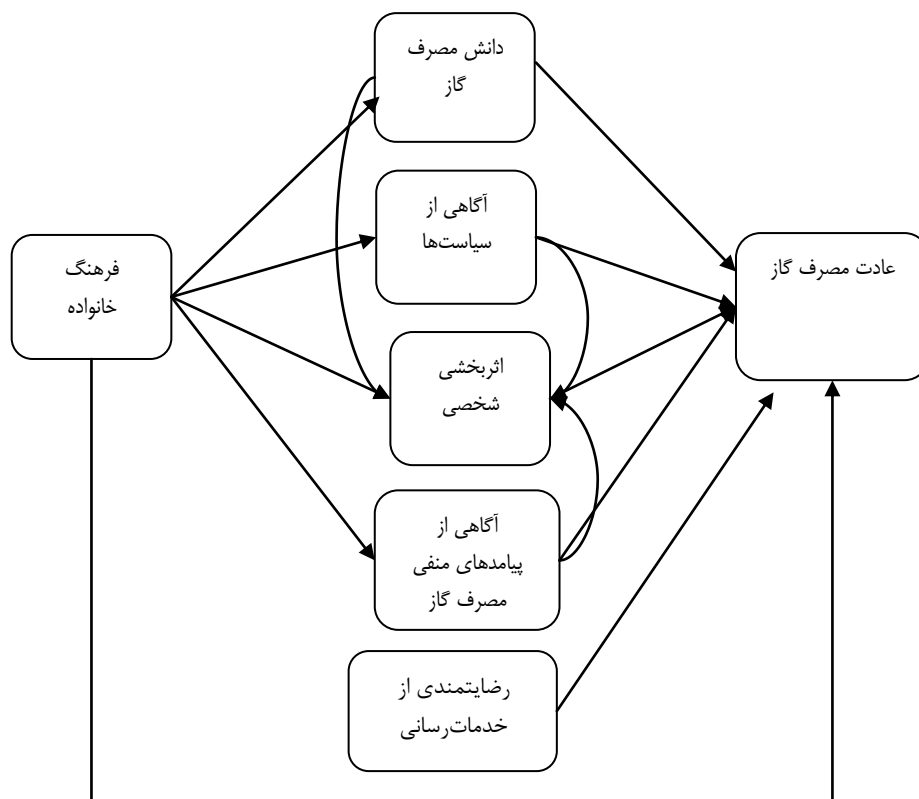 دانش مصرف
گاز
آگاهی از
سیاست‌ها
فرهنگ
خانواده
عادت مصرف گاز
اثربخشی
شخصی
آگاهی از
پیامدهای منفی
مصرف گاز
رضایتمندی از
خدمات‌رسانی